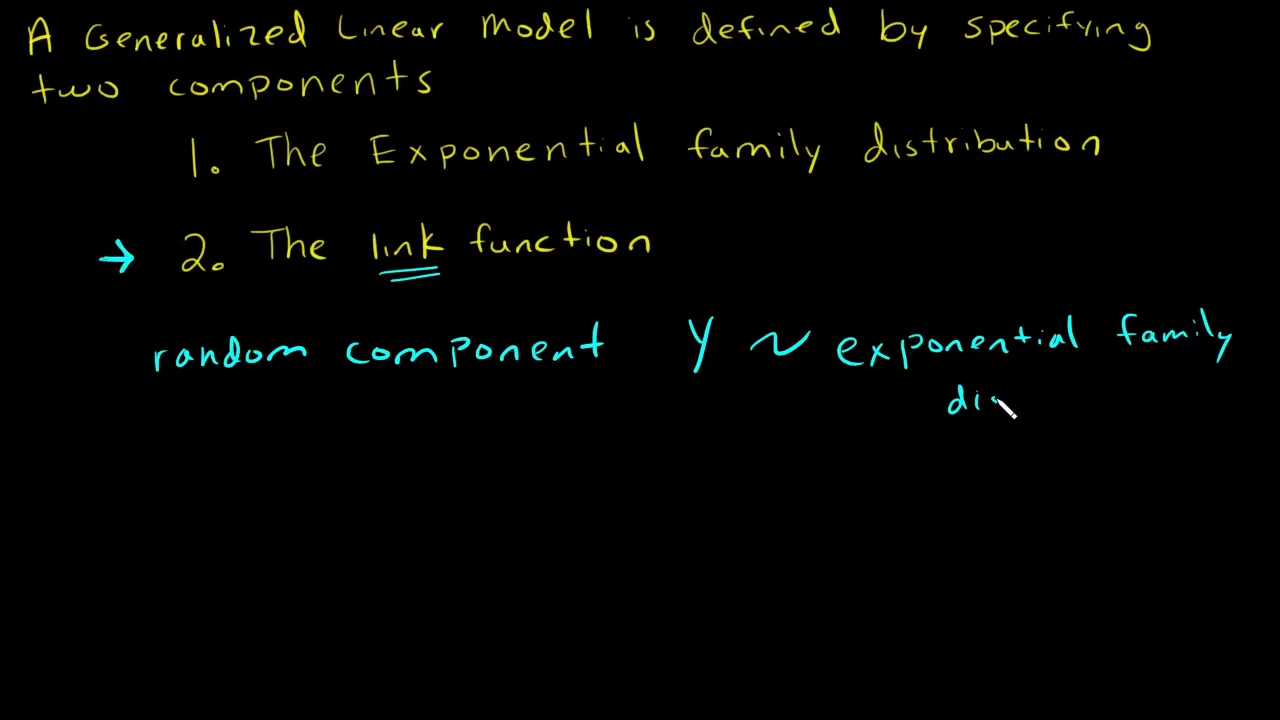 A Generalized Linear Model is defined by specifying
two components
1. The Exponential family distribution
→ 2. The link function
random component Y ~ exponential family